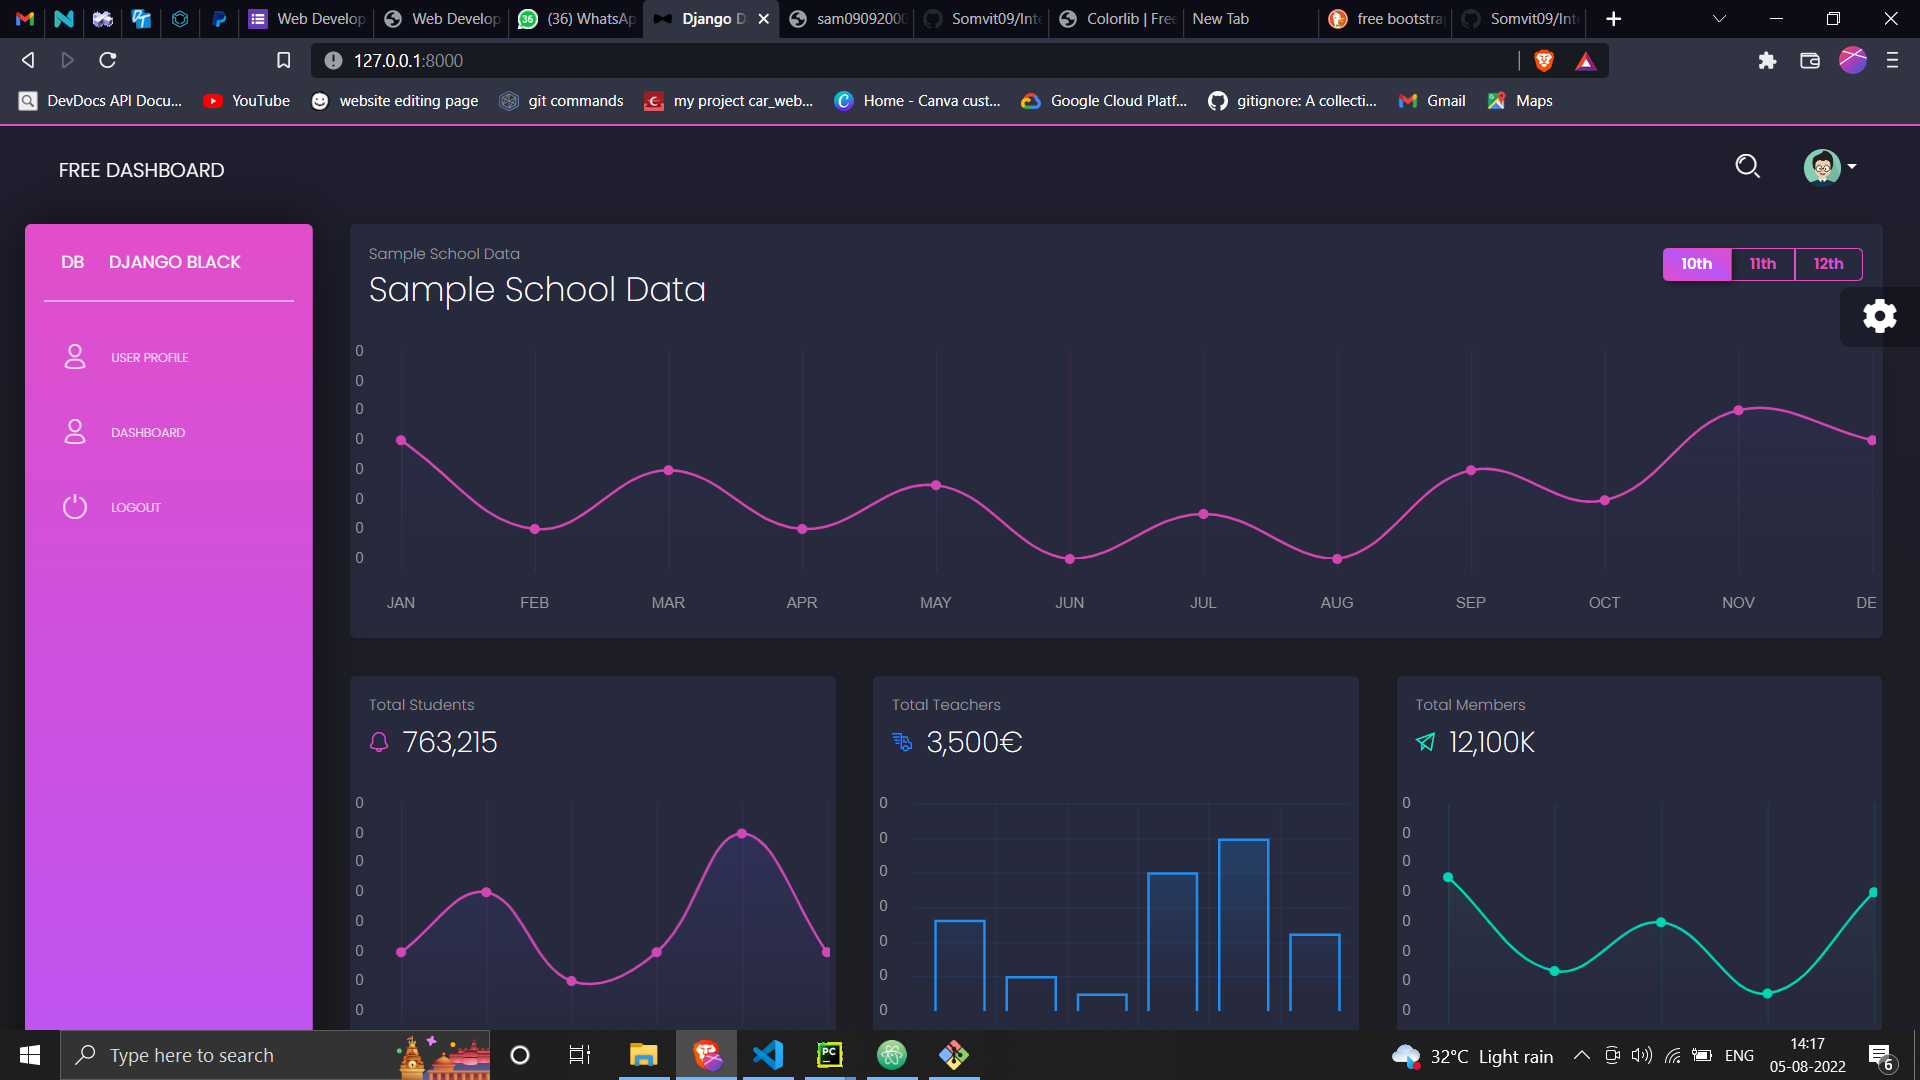 Web Develop
Web Develop
(36) WhatsAp
Django D
sam09092000
Somvit09/Inte
Colorlib | Free
New Tab
free bootstrap
Somvit09/Inte
127.0.0.1:8000
DevDocs API Docu...
YouTube
website editing page
git commands
my project car_web...
Home - Canva cust...
Google Cloud Platf...
gitignore: A collecti...
Gmail
Maps
FREE DASHBOARD
DB DJANGO BLACK
USER PROFILE
DASHBOARD
LOGOUT
Sample School Data
Sample School Data
10th 11th 12th
0
0
0
0
0
0
0
0
JAN FEB MAR APR MAY JUN JUL AUG SEP OCT NOV DE
Total Students
763,215
0
0
0
0
0
0
0
0
Total Teachers
3,500€
0
0
0
0
0
0
0
Total Members
12,100K
0
0
0
0
0
0
0
0
Type here to search
PC
32°C Light rain
ENG
14:17
05-08-2022
6